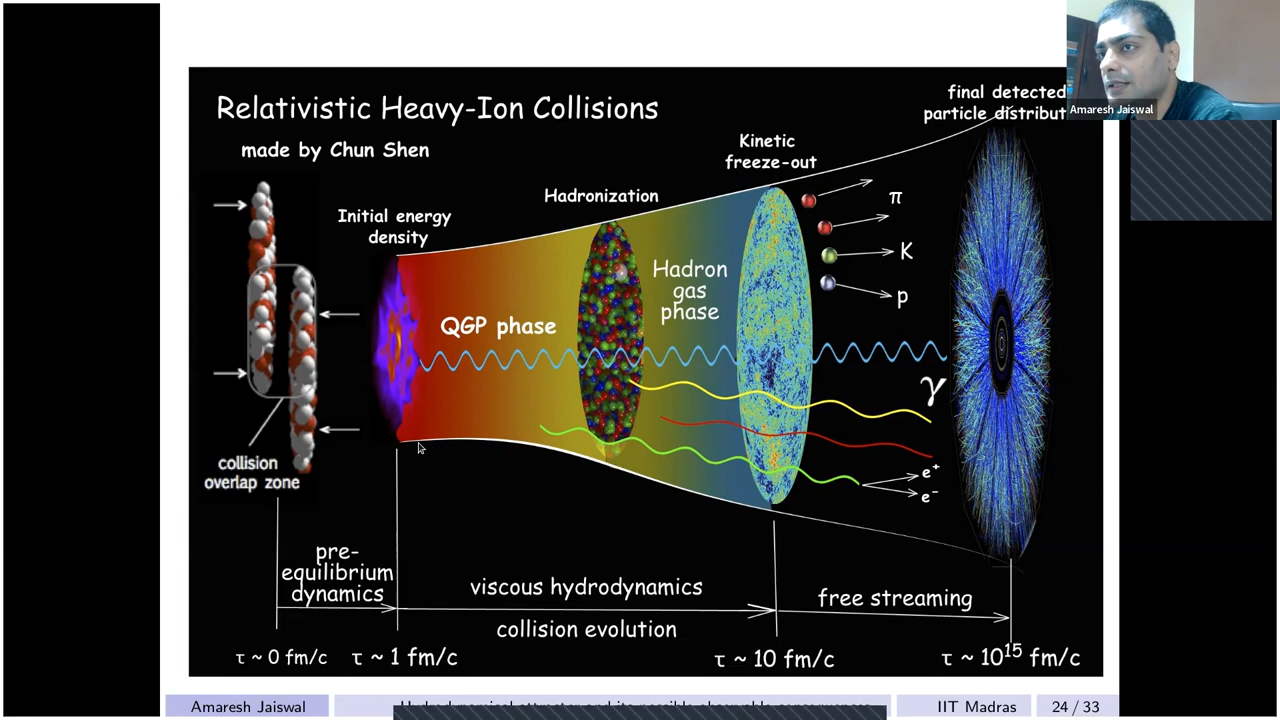 Relativistic Heavy-Ion Collisions
made by Chun Shen
final detected
particle distribut
Amaresh Jaiswal
Kinetic
freeze-out
Hadronization
Initial energy
density
π
K
p
Hadron
gas
phase
QGP phase
γ
e+
e-
collision
overlap zone
pre-
equilibrium
dynamics
viscous hydrodynamics
collision evolution
free streaming
τ ~ 0 fm/c
τ ~ 1 fm/c
τ ~ 10 fm/c
τ ~ 10^15 fm/c
Amaresh Jaiswal
IIT Madras
24 / 33